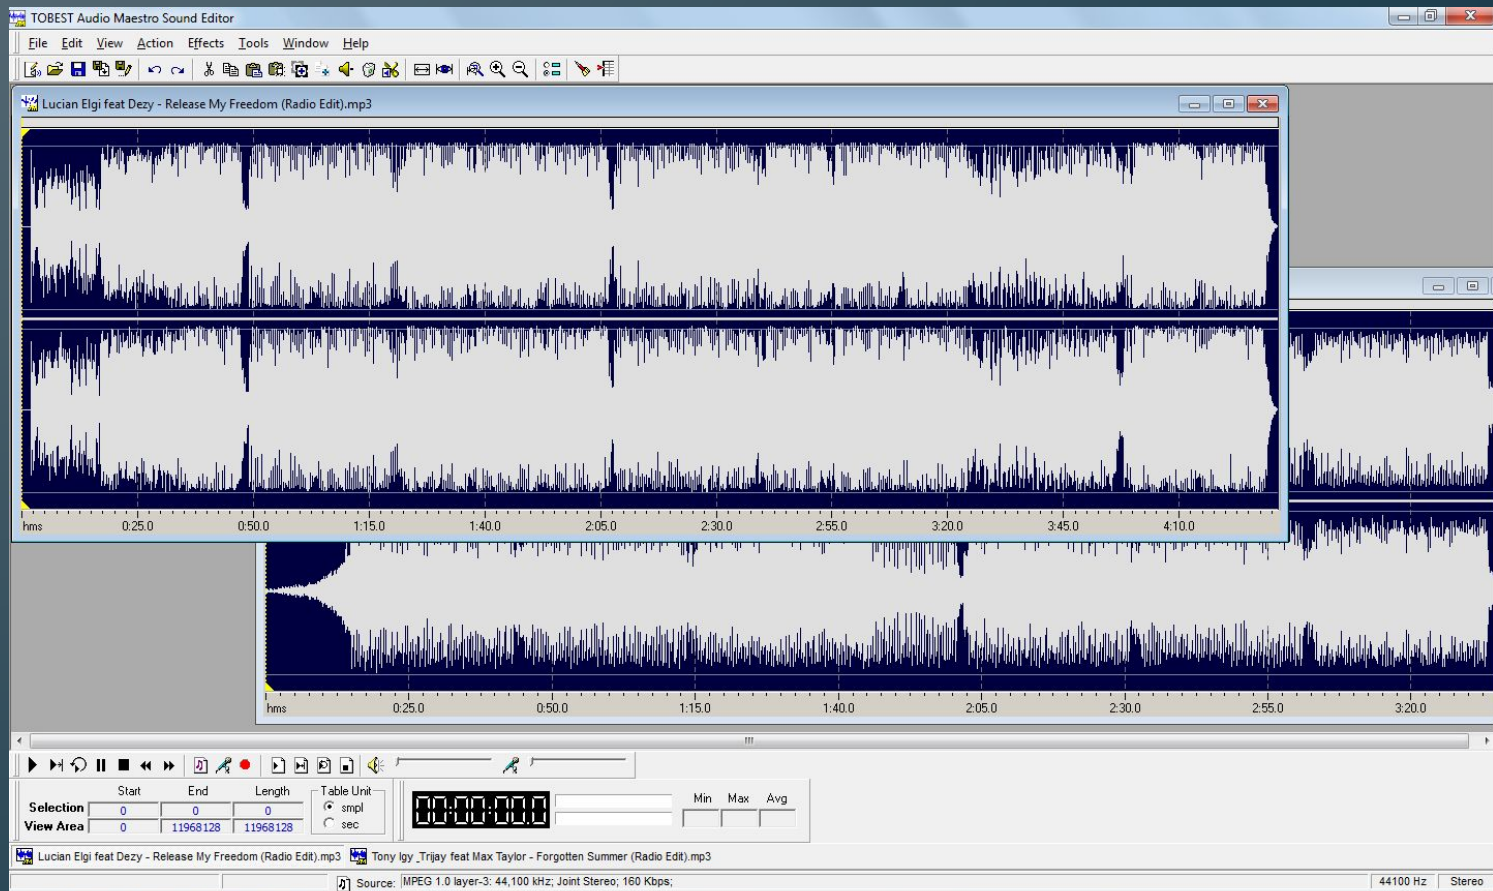 TOBEST Audio Maestro Sound Editor
File Edit View Action Effects Tools Window Help
Lucian Elgi feat Dezy - Release My Freedom (Radio Edit).mp3
hms 0:25.0 0:50.0 1:15.0 1:40.0 2:05.0 2:30.0 2:55.0 3:20.0 3:45.0 4:10.0
hms 0:25.0 0:50.0 1:15.0 1:40.0 2:05.0 2:30.0 2:55.0 3:20.0
Start End Length Table Unit
Selection 0 0 0 smpl
View Area 0 11968128 11968128 sec
00:00:00.0
Min Max Avg
Lucian Elgi feat Dezy - Release My Freedom (Radio Edit).mp3 Tony Igy _Trijay feat Max Taylor - Forgotten Summer (Radio Edit).mp3
Source: MPEG 1.0 layer-3: 44,100 kHz; Joint Stereo; 160 Kbps; 44100 Hz Stereo